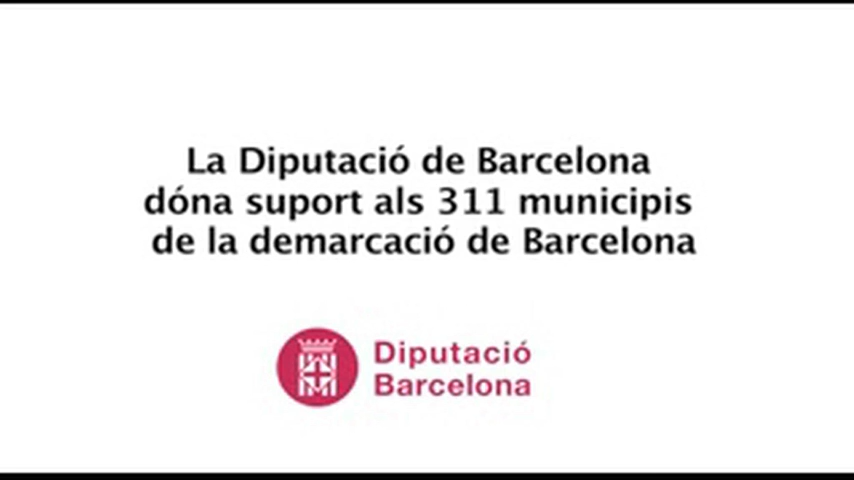 La Diputació de Barcelona
dóna suport als 311 municipis
de la demarcació de Barcelona
Diputació
Barcelona